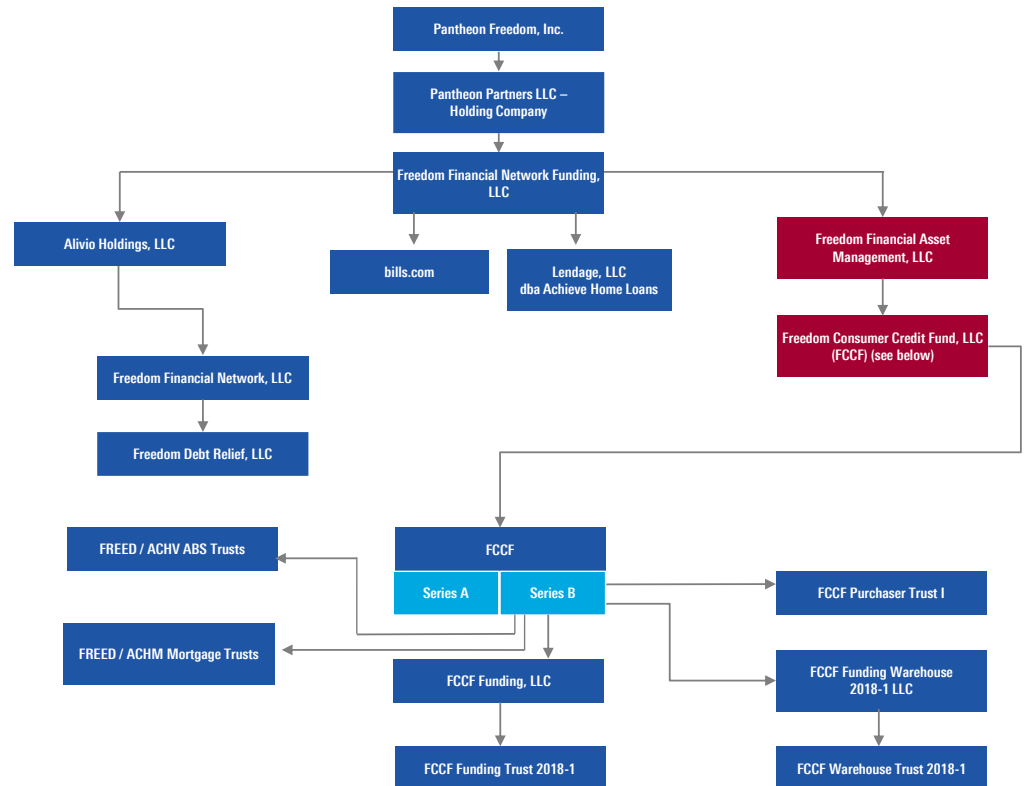 Pantheon Freedom, Inc.
Pantheon Partners LLC –
Holding Company
Freedom Financial Network Funding,
LLC
Alivio Holdings, LLC
bills.com
Lendage, LLC
dba Achieve Home Loans
Freedom Financial Asset
Management, LLC
Freedom Consumer Credit Fund, LLC
(FCCF) (see below)
Freedom Financial Network, LLC
Freedom Debt Relief, LLC
FREED / ACHV ABS Trusts
FCCF
Series A
Series B
FCCF Purchaser Trust I
FREED / ACHM Mortgage Trusts
FCCF Funding, LLC
FCCF Funding Warehouse
2018-1 LLC
FCCF Funding Trust 2018-1
FCCF Warehouse Trust 2018-1